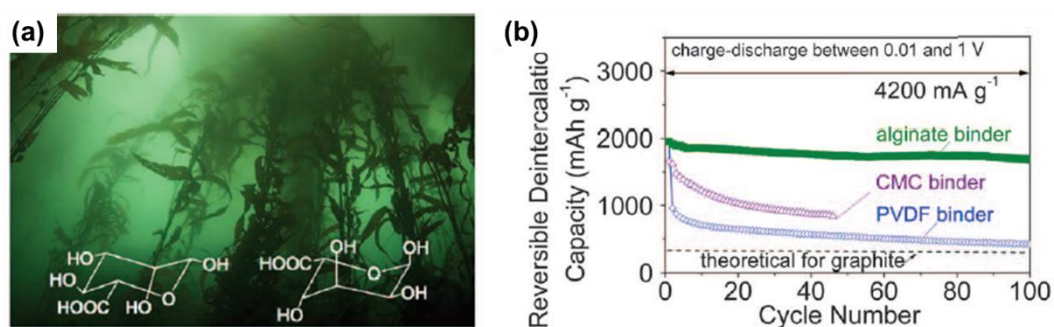 (a)
OH
HO
HO
HOOC
HO
O
OH
HOOC
O
OH
OH
HO
(b)
charge-discharge between 0.01 and 1 V
4200 mA g⁻¹
alginate binder
CMC binder
PVDF binder
theoretical for graphite
Reversible Deintercalatio
Capacity (mAh g⁻¹)
3000
2000
1000
0
0 20 40 60 80 100
Cycle Number